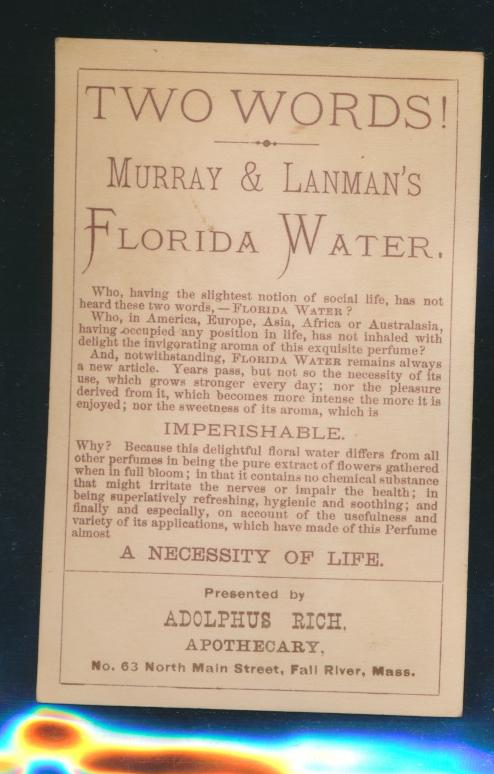 TWO WORDS!
MURRAY & LANMAN'S
FLORIDA WATER.
Who, having the slightest notion of social life, has not
heard these two words, — FLORIDA WATER?
Who, in America, Europe, Asia, Africa or Australasia,
having occupied any position in life, has not inhaled with
delight the invigorating aroma of this exquisite perfume?
And, notwithstanding, FLORIDA WATER remains always
a new article. Years pass, but not so the necessity of its
use, which grows stronger every day; nor the pleasure
derived from it, which becomes more intense the more it is
enjoyed; nor the sweetness of its aroma, which is
IMPERISHABLE.
Why? Because this delightful floral water differs from all
other perfumes in being the pure extract of flowers gathered
when in full bloom; in that it contains no chemical substance
that might irritate the nerves or impair the health; in
being superlatively refreshing, hygienic and soothing; and
finally and especially, on account of the usefulness and
variety of its applications, which have made of this Perfume
almost
A NECESSITY OF LIFE.
Presented by
ADOLPHUS RICH,
APOTHECARY,
No. 63 North Main Street, Fall River, Mass.